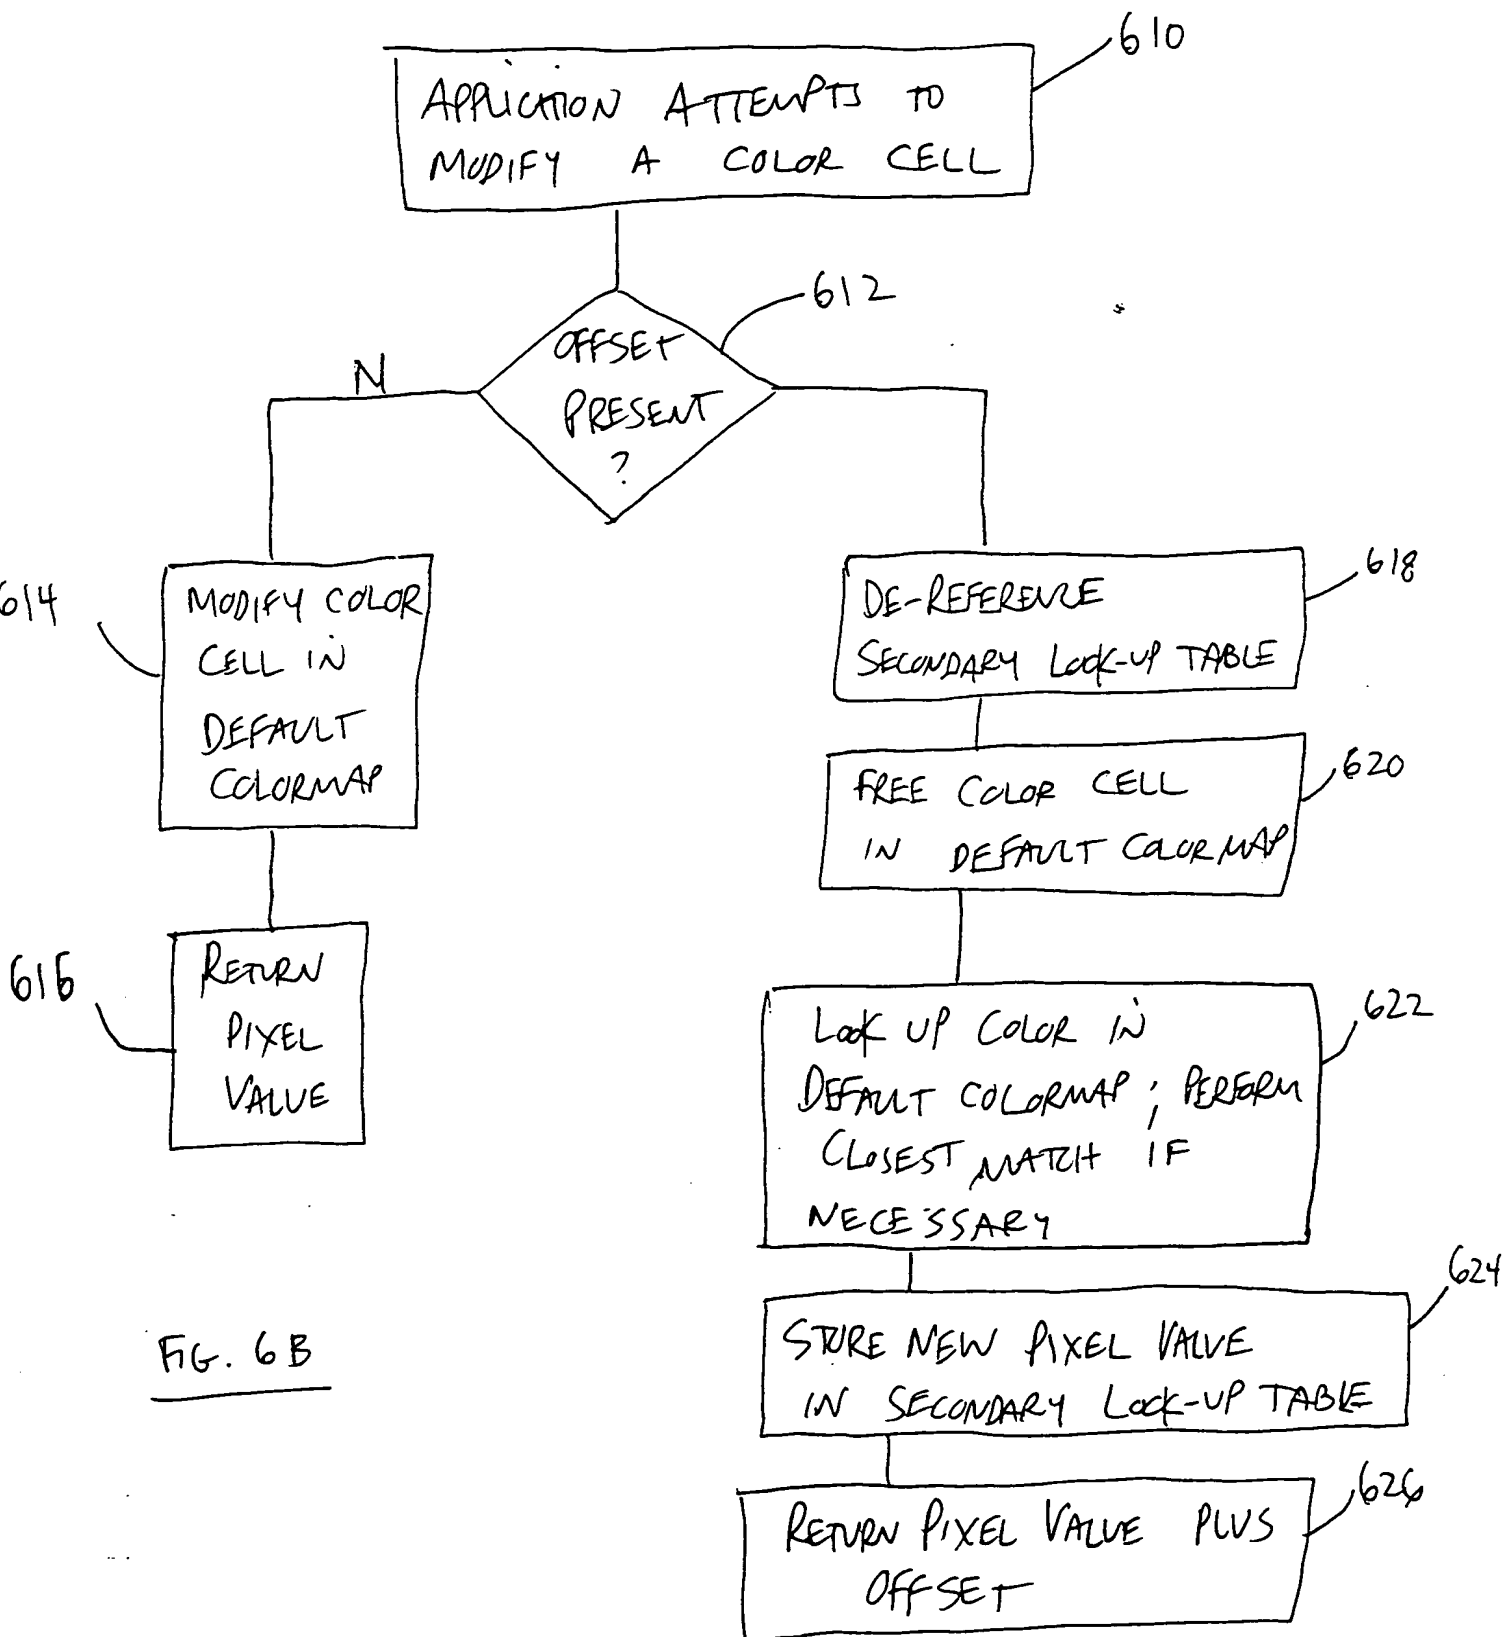 610
APPLICATION ATTEMPTS TO
MODIFY A COLOR CELL
612
OFFSET
PRESENT
?
N
614
MODIFY COLOR
CELL IN
DEFAULT
COLORMAP
616
RETURN
PIXEL
VALUE
618
DE-REFERENCE
SECONDARY LOOK-UP TABLE
620
FREE COLOR CELL
IN DEFAULT COLORMAP
622
LOOK UP COLOR IN
DEFAULT COLORMAP; PERFORM
CLOSEST MATCH IF
NECESSARY
624
STORE NEW PIXEL VALUE
IN SECONDARY LOOK-UP TABLE
626
RETURN PIXEL VALUE PLUS
OFFSET
FIG. 6B